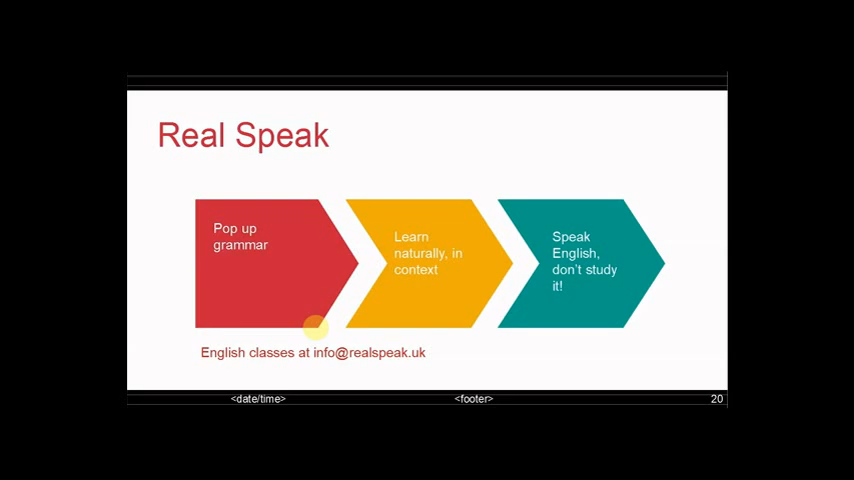 Real Speak
Pop up
grammar
Learn
naturally, in
context
Speak
English,
don't study
it!
English classes at info@realspeak.uk
<date/time>
<footer>
20